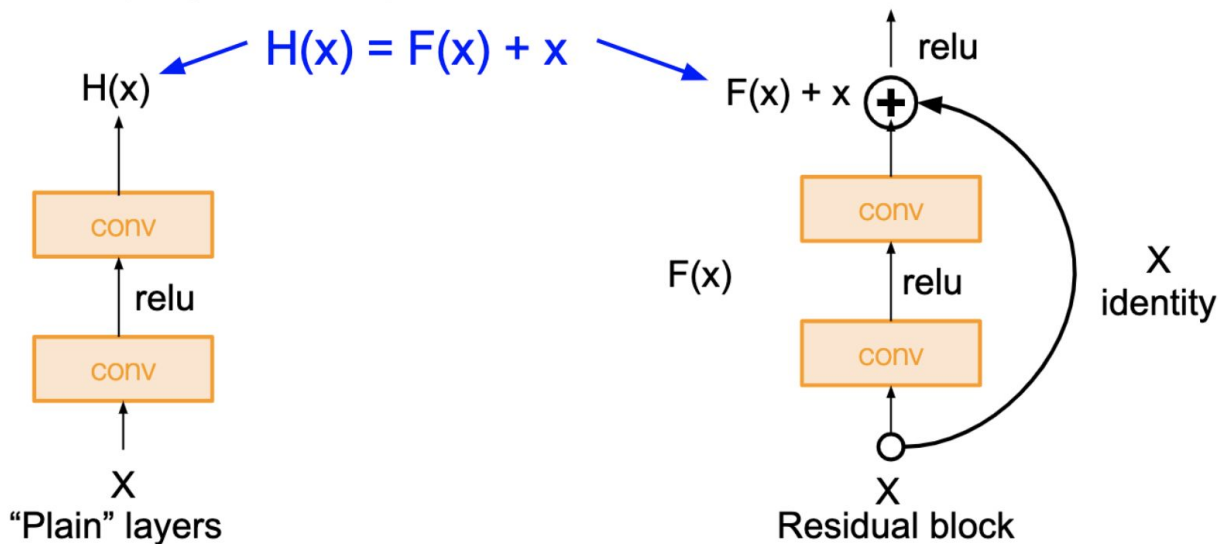 H(x) = F(x) + x
H(x)
conv
relu
conv
X
“Plain” layers
relu
F(x) + x
+
conv
F(x)
relu
X
identity
conv
X
Residual block